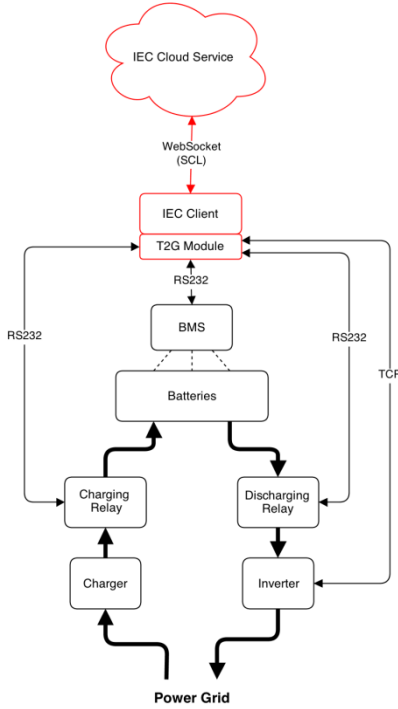 IEC Cloud Service
WebSocket
(SCL)
IEC Client
T2G Module
RS232
RS232
RS232
BMS
TCP
Batteries
Charging
Relay
Discharging
Relay
Charger
Inverter
Power Grid